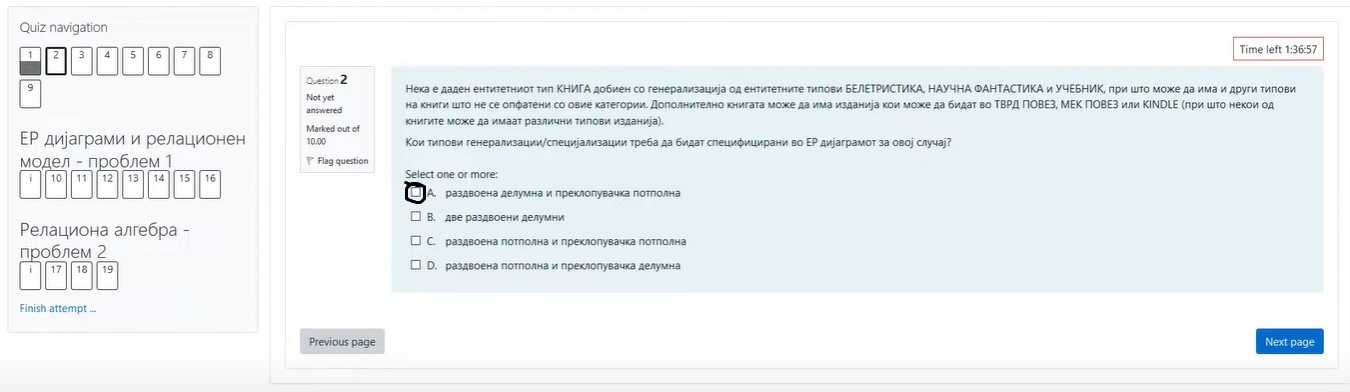 Quiz navigation
1 2 3 4 5 6 7 8
9
ЕР дијаграми и релационен
модел - проблем 1
i 10 11 12 13 14 15 16
Релациона алгебра -
проблем 2
i 17 18 19
Finish attempt ...
Time left 1:36:57
Question 2
Not yet
answered
Marked out of
10.00
Flag question
Нека е даден ентитетниот тип КНИГА добиен со генерализација од ентитетните типови БЕЛЕТРИСТИКА, НАУЧНА ФАНТАСТИКА и УЧЕБНИК, при што може да има и други типови
на книги што не се опфатени со овие категории. Дополнително книгата може да има изданија кои може да бидат во ТВРД ПОВЕЗ, МЕК ПОВЕЗ или KINDLE (при што некои од
книгите може да имаат различни типови изданија).
Кои типови генерализации/специјализации треба да бидат специфицирани во ЕР дијаграмот за овој случај?
Select one or more:
A. раздвоена делумна и преклопувачка потполна
B. две раздвоени делумни
C. раздвоена потполна и преклопувачка потполна
D. раздвоена потполна и преклопувачка делумна
Previous page
Next page